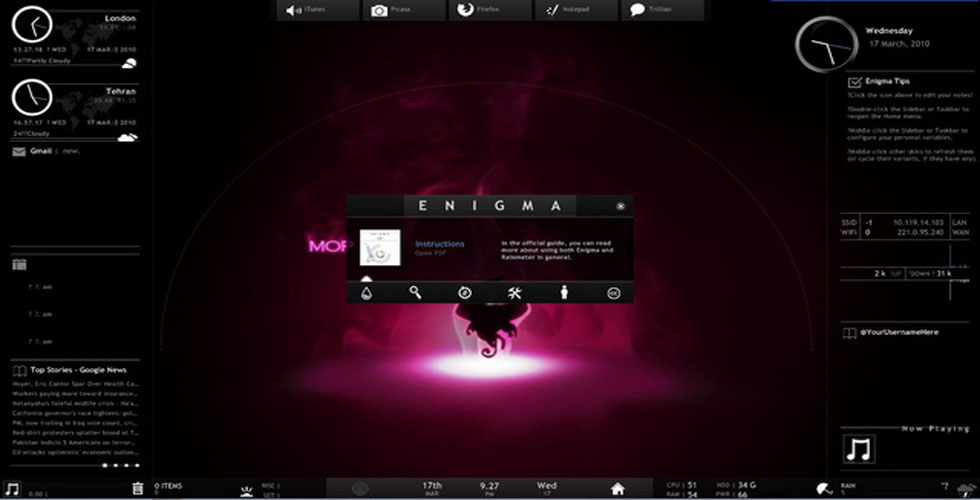 iTunes
Picasa
Firefox
Notepad
Trillian
London
13.27.18 | WED 17 MAR. | 2010
14??Partly Cloudy
Tehran
16.57.17 | WED 17 MAR. | 2010
24??Cloudy
Gmail | new.
? ?. am
? ?. am
? ?. am
Top Stories - Google News
Hoyer, Eric Cantor Spar Over Health Ca...
Workers paying more toward insurance...
Netanyahu's fateful midlife crisis - Ha'a...
California governor's race tightens: pol...
PM, now trailing in Iraq vote count, cri...
Red-shirt protesters splatter blood at T...
Pakistan indicts 5 Americans on terror...
EU attacks 'optimistic' economic outloo...
MOR
ENIGMA
Instructions
Open PDF
In the official guide, you can read
more about using both Enigma and
Rainmeter in general.
Wednesday
17 March, 2010
Enigma Tips
?Click the icon above to edit your notes!
?Double-click the Sidebar or Taskbar to
reopen the Home menu.
?Middle-click the Sidebar or Taskbar to
configure your personal variables.
?Middle-click other skins to refresh them
(or cycle their variants, if they have any).
SSID -1 10.119.14.103 LAN
WIFI 0 221.0.95.240 WAN
2 k ?UP ?DOWN ? 31 k
@YourUsernameHere
Now Playing
0.00 |
0 ITEMS
0
RISE |
SET |
17th
MAR
9.27
PM
Wed
17
CPU | 51
RAM | 54
HDD | 34 G
PWR | 66
RAIN